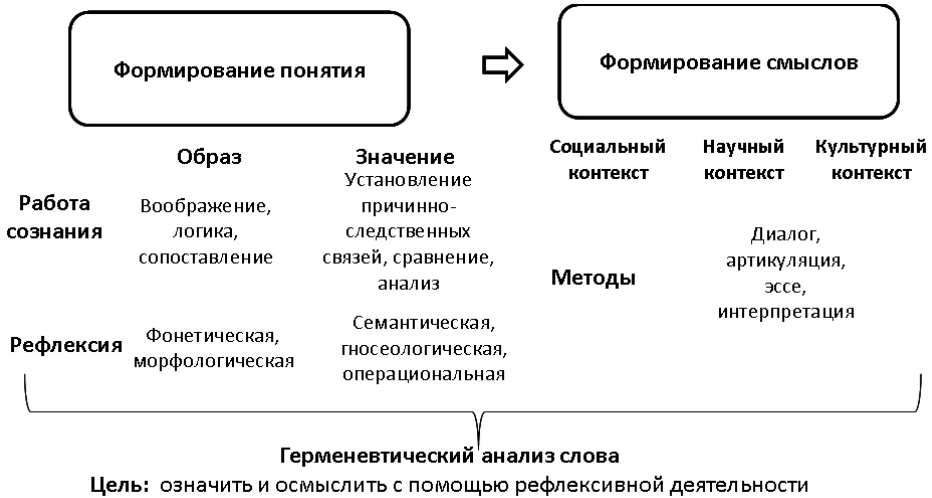 Формирование понятия
Формирование смыслов
Образ
Значение
Социальный
контекст
Научный
контекст
Культурный
контекст
Работа
сознания
Воображение,
логика,
сопоставление
Установление
причинно-
следственных
связей, сравнение,
анализ
Методы
Диалог,
артикуляция,
эссе,
интерпретация
Рефлексия
Фонетическая,
морфологическая
Семантическая,
гносеологическая,
операциональная
Герменевтический анализ слова
Цель: означить и осмыслить с помощью рефлексивной деятельности